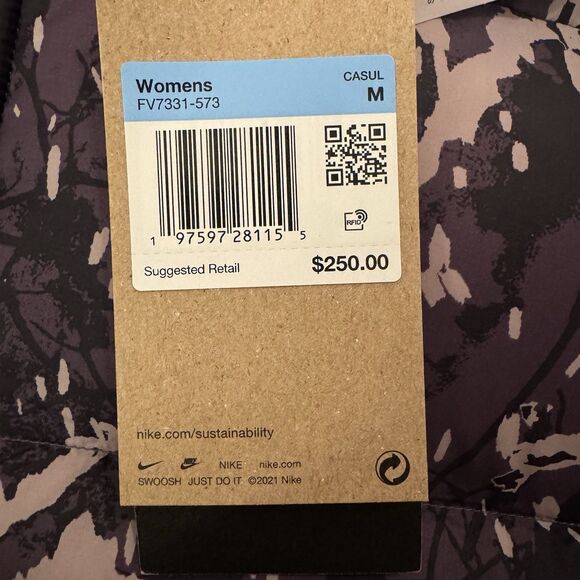 Womens
CASUL
FV7331-573
M
RFID
1 97597 28115 5
Suggested Retail
$250.00
nike.com/sustainability
NIKE nike.com
SWOOSH JUST DO IT ©2021 Nike